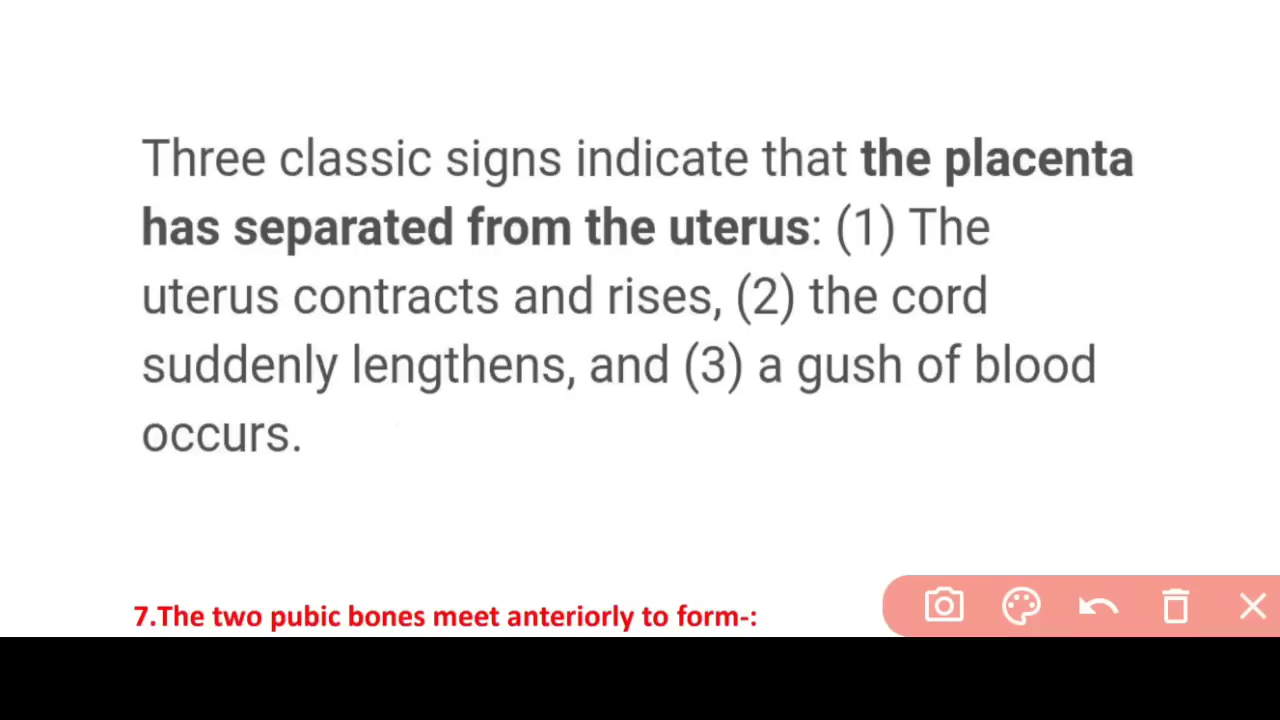 Three classic signs indicate that the placenta
has separated from the uterus: (1) The
uterus contracts and rises, (2) the cord
suddenly lengthens, and (3) a gush of blood
occurs.
7.The two pubic bones meet anteriorly to form-: